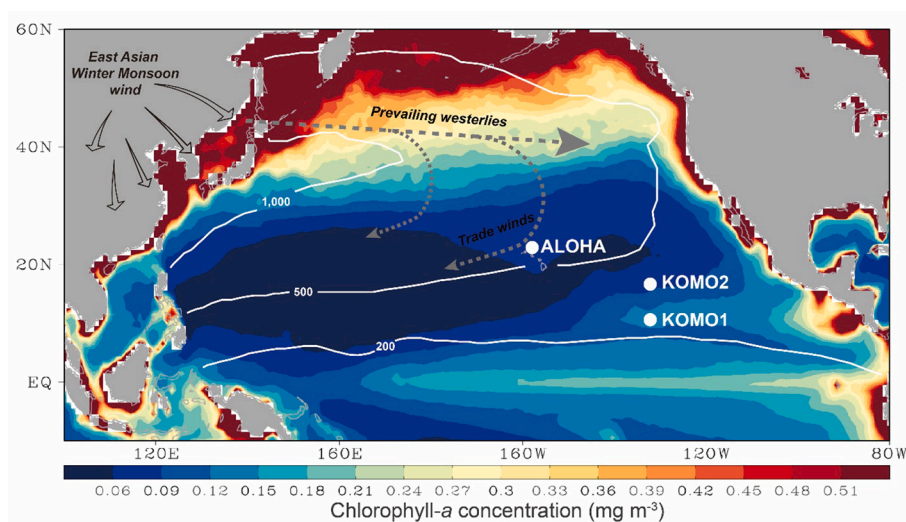 60N
East Asian
Winter Monsoon
wind
Prevailing westerlies
40N
1,000
Trade winds
ALOHA
20N
KOMO2
500
KOMO1
200
EQ
120E 160E 160W 120W 80W
0.06 0.09 0.12 0.15 0.18 0.21 0.24 0.27 0.3 0.33 0.36 0.39 0.42 0.45 0.48 0.51
Chlorophyll-a concentration (mg m⁻³)